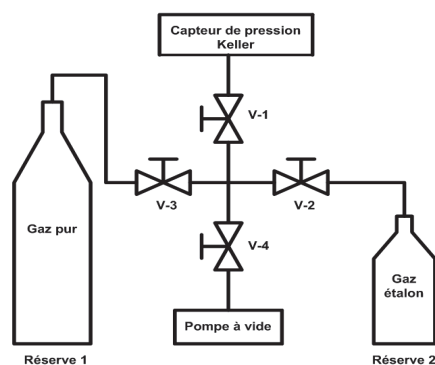 Capteur de pression
Keller
V-1
V-3
V-2
Gaz pur
V-4
Gaz
étalon
Pompe à vide
Réserve 1
Réserve 2